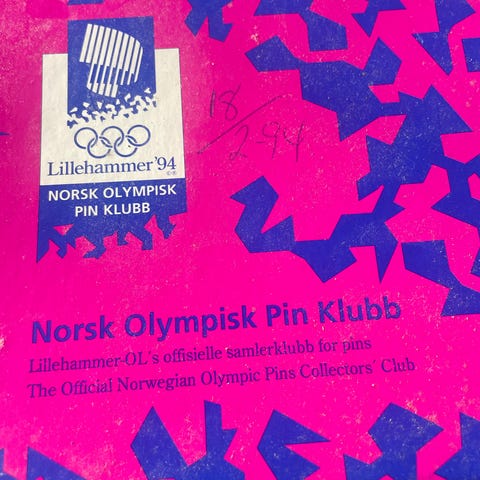 Lillehammer'94
©®
NORSK OLYMPISK
PIN KLUBB
18/2-94
Norsk Olympisk Pin Klubb
Lillehammer-OL's offisielle samlerklubb for pins
The Official Norwegian Olympic Pins Collectors' Club